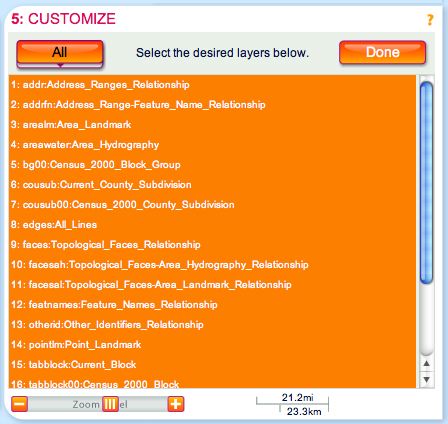 5: CUSTOMIZE ?
All Select the desired layers below. Done
1: addr:Address_Ranges_Relationship
2: addrfn:Address_Range-Feature_Name_Relationship
3: arealm:Area_Landmark
4: areawater:Area_Hydrography
5: bg00:Census_2000_Block_Group
6: cousub:Current_County_Subdivision
7: cousub00:Census_2000_County_Subdivision
8: edges:All_Lines
9: faces:Topological_Faces_Relationship
10: facesah:Topological_Faces-Area_Hydrography_Relationship
11: facesal:Topological_Faces-Area_Landmark_Relationship
12: featnames:Feature_Names_Relationship
13: otherid:Other_Identifiers_Relationship
14: pointlm:Point_Landmark
15: tabblock:Current_Block
16: tabblock00:Census_2000_Block
Zoom el 21.2mi
23.3km